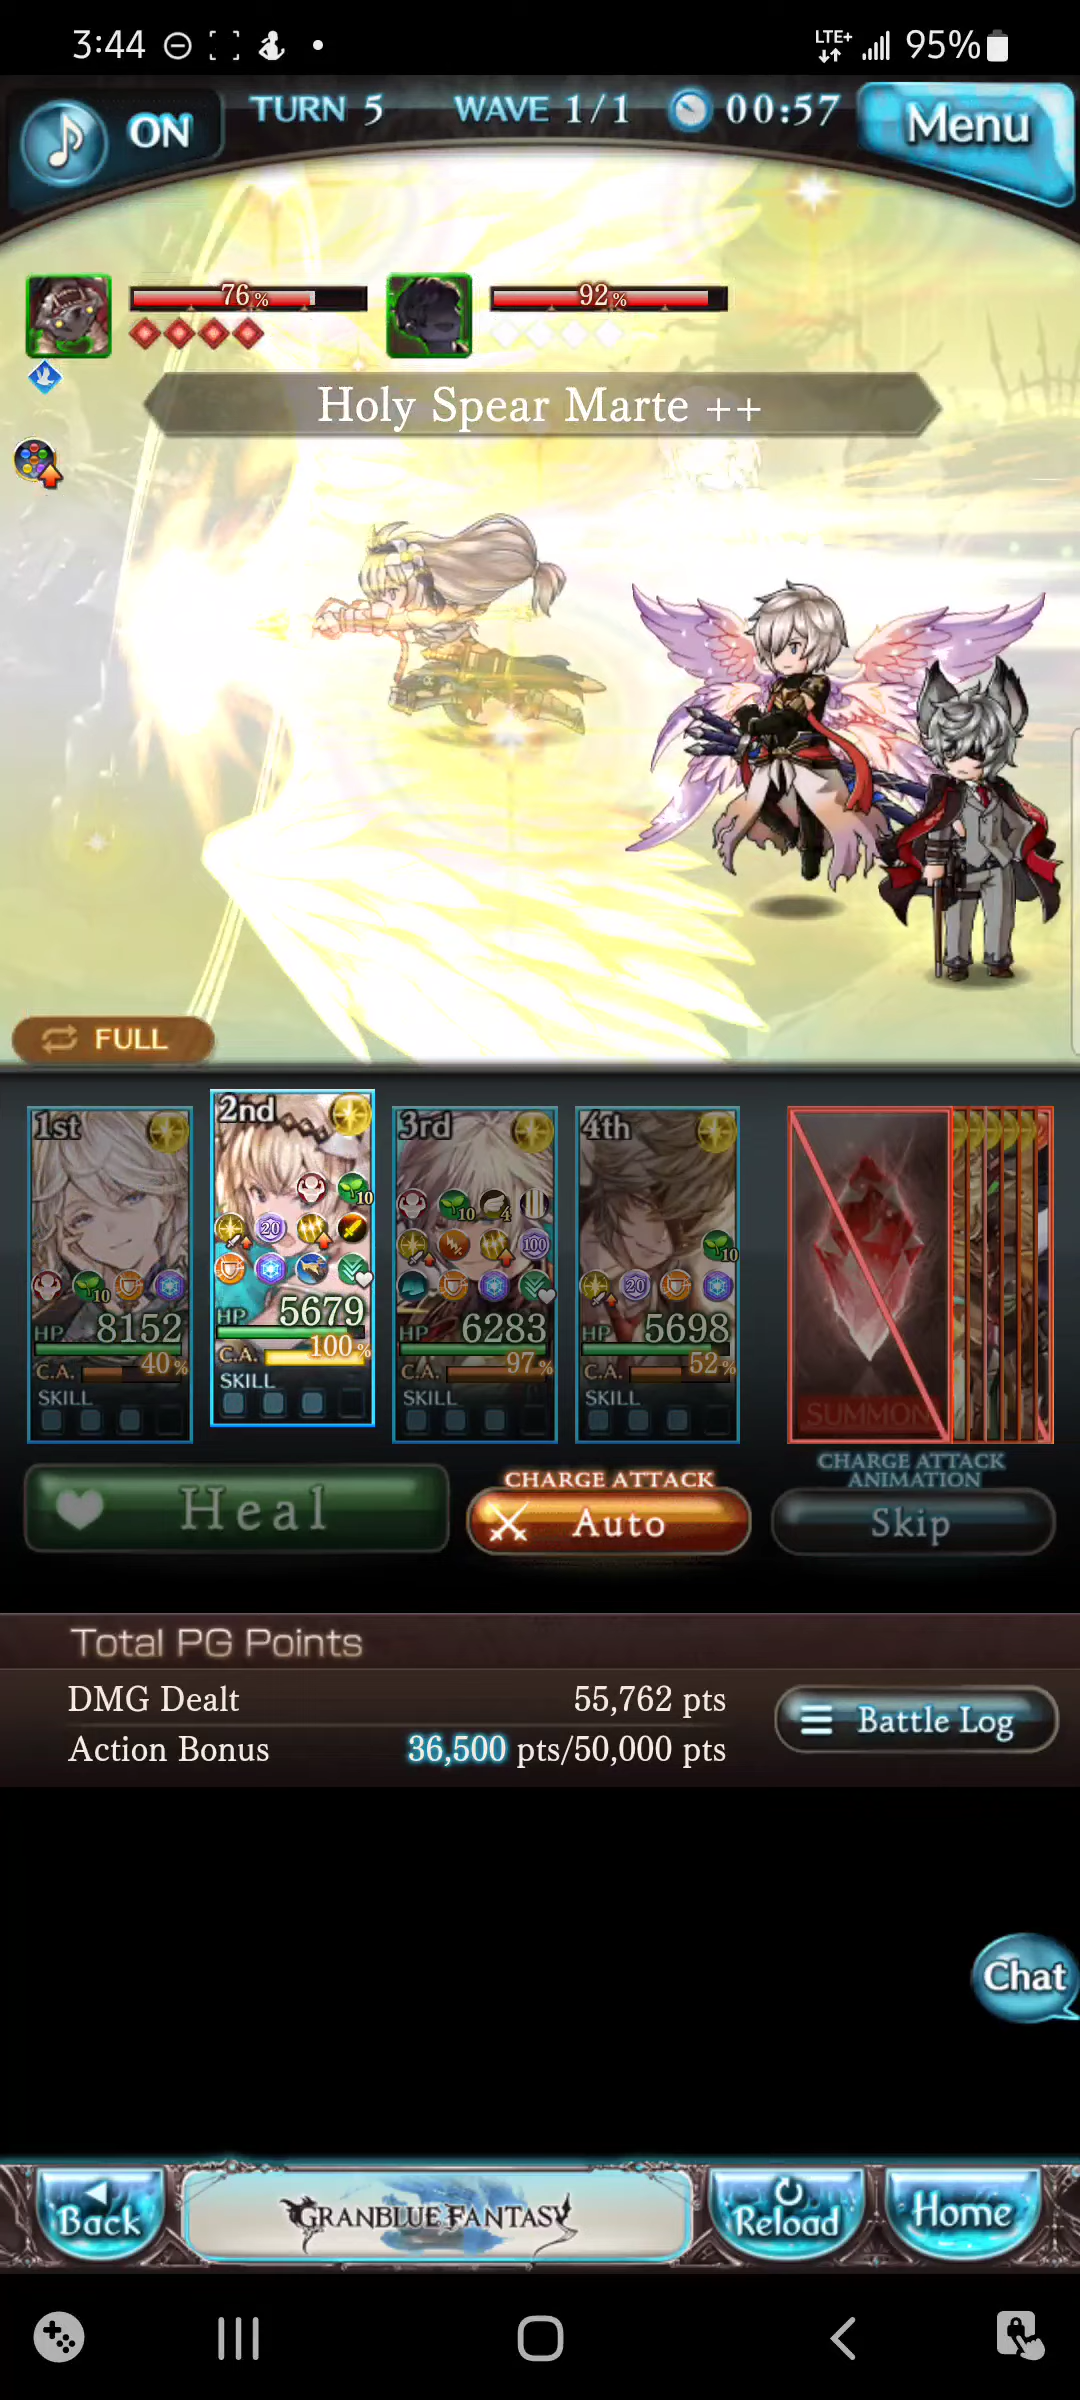 3:44 LTE+ 95%
ON TURN 5 WAVE 1/1 00:57 Menu
76% 92%
Holy Spear Marte ++
FULL
1st 2nd 3rd 4th
10
10 4 10
20 100
10 20
HP 8152 HP 5679 HP 6283 HP 5698
C.A. 40% C.A. 100% C.A. 97% C.A. 52%
SKILL SKILL SKILL SKILL
SUMMON
CHARGE ATTACK
ANIMATION
Heal
CHARGE ATTACK
Auto
Skip
Total PG Points
DMG Dealt 55,762 pts
Action Bonus 36,500 pts/50,000 pts
Battle Log
Chat
Back GRANBLUE FANTASY Reload Home